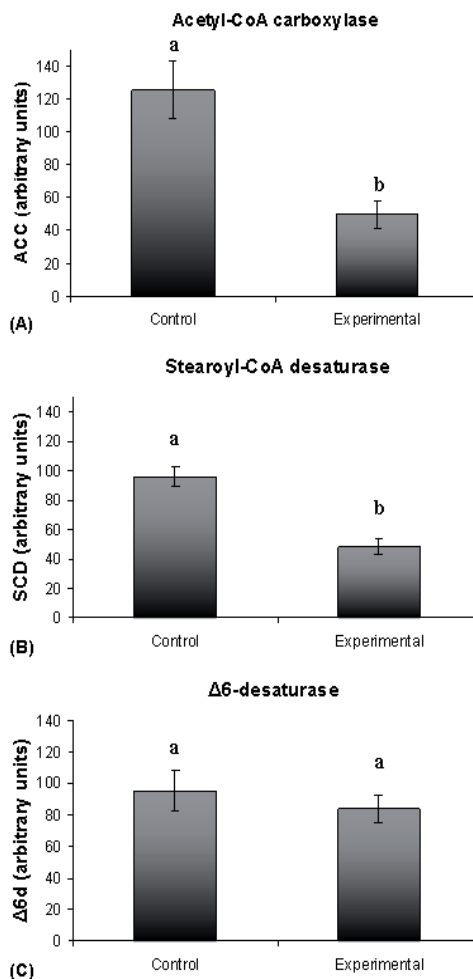 Acetyl-CoA carboxylase
a
140
120
100
80
60
40
20
0
b
ACC (arbitrary units)
(A)
Control Experimental
Stearoyl-CoA desaturase
140
120
100
80
60
40
20
0
a
b
SCD (arbitrary units)
(B)
Control Experimental
Δ6-desaturase
140
120
100
80
60
40
20
0
a a
Δ6d (arbitrary units)
(C)
Control Experimental